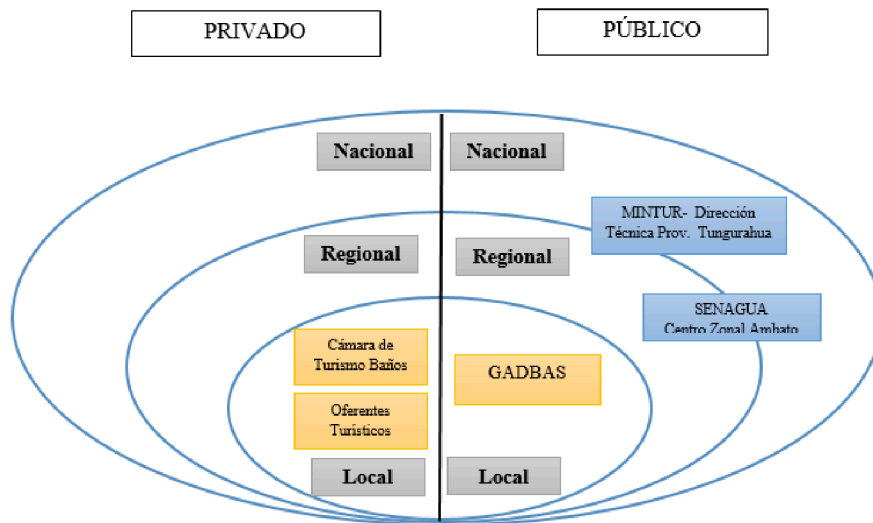 PRIVADO
PÚBLICO
Nacional
Nacional
MINTUR- Dirección
Técnica Prov. Tungurahua
Regional
Regional
SENAGUA
Centro Zonal Ambato
Cámara de
Turismo Baños
GADBAS
Oferentes
Turísticos
Local
Local